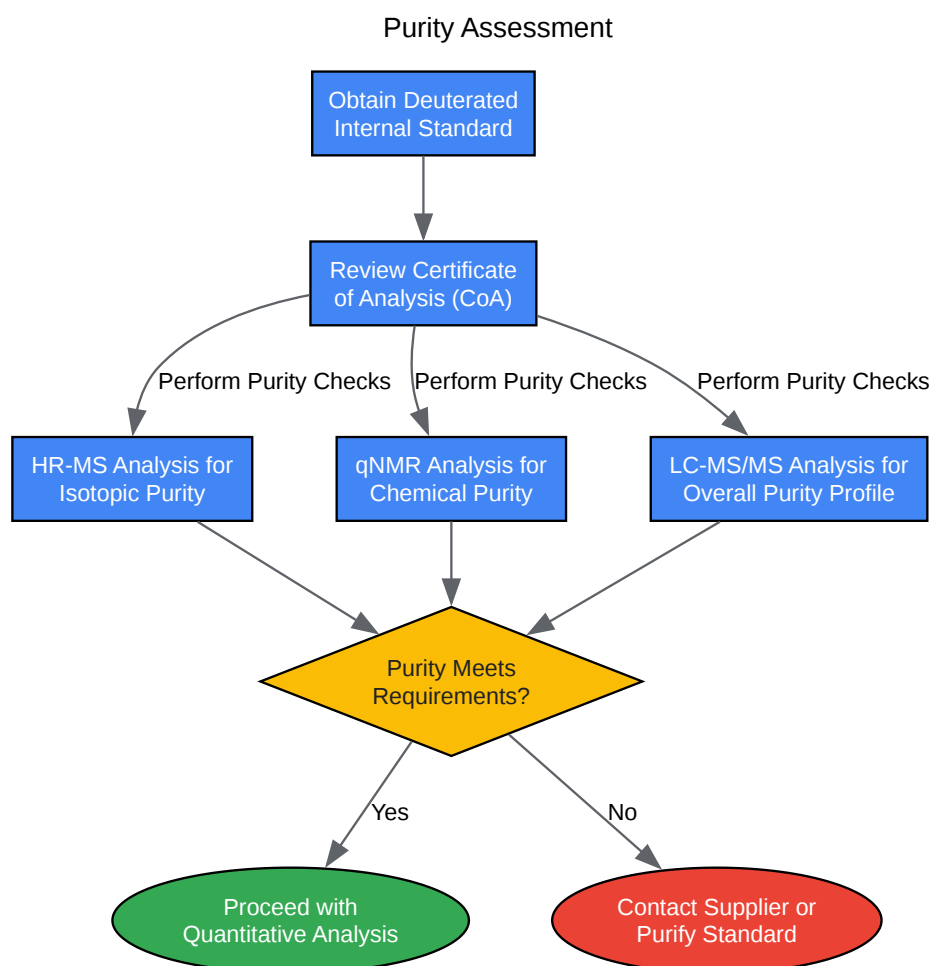 Purity Assessment
Obtain Deuterated
Internal Standard
Review Certificate
of Analysis (CoA)
Perform Purity Checks
Perform Purity Checks
Perform Purity Checks
HR-MS Analysis for
Isotopic Purity
qNMR Analysis for
Chemical Purity
LC-MS/MS Analysis for
Overall Purity Profile
Purity Meets
Requirements?
Yes
No
Proceed with
Quantitative Analysis
Contact Supplier or
Purify Standard